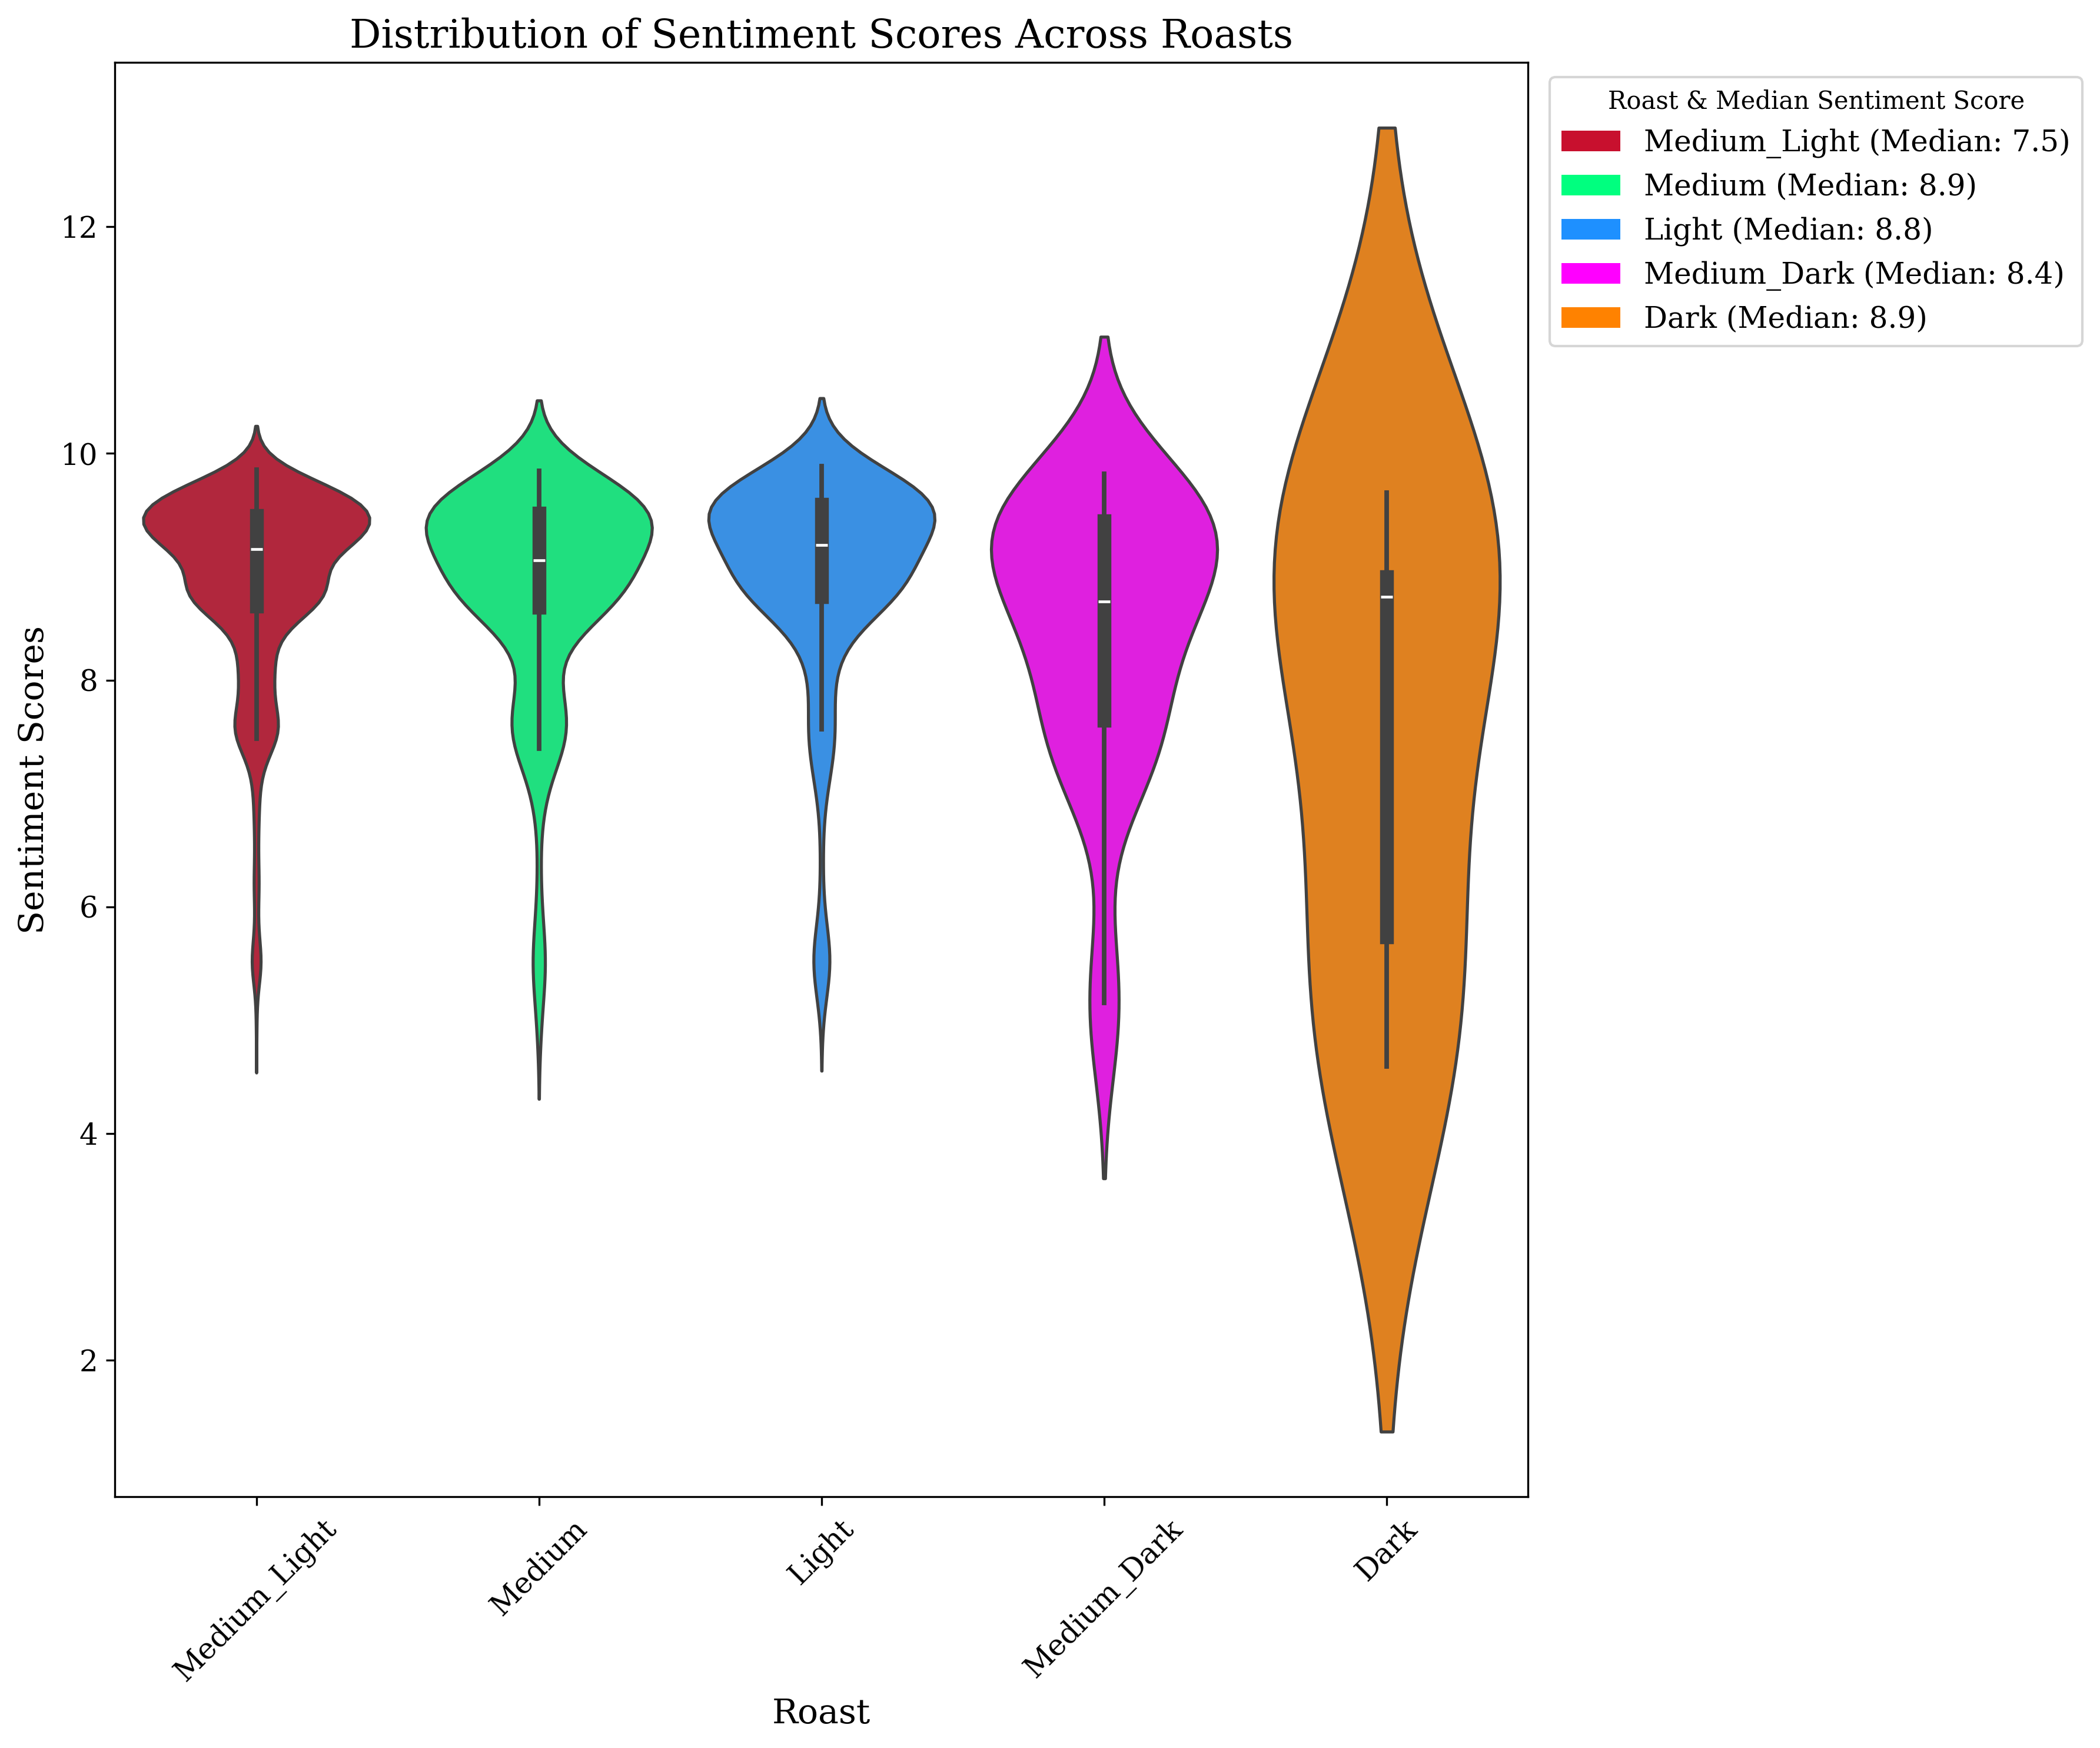 Distribution of Sentiment Scores Across Roasts
Roast & Median Sentiment Score
Medium_Light (Median: 7.5)
Medium (Median: 8.9)
Light (Median: 8.8)
Medium_Dark (Median: 8.4)
Dark (Median: 8.9)
Sentiment Scores
12
10
8
6
4
2
Medium_Light
Medium
Light
Medium_Dark
Dark
Roast